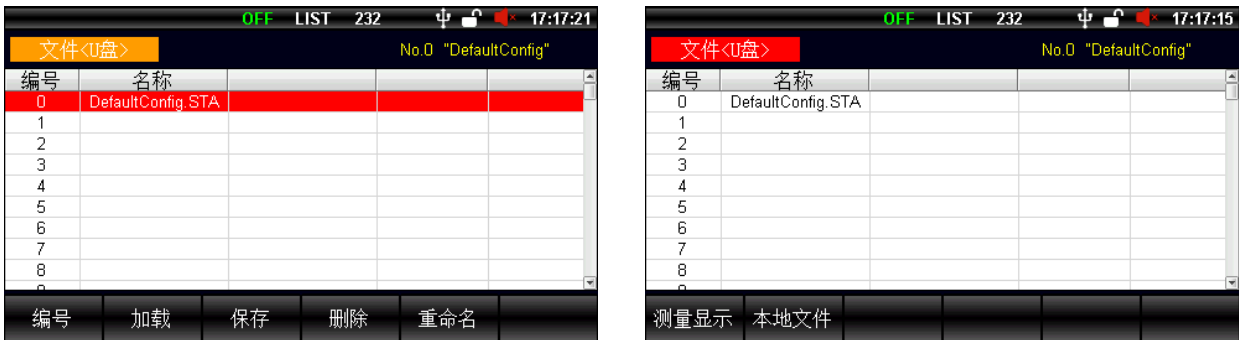 OFF LIST 232 17:17:21
文件<U盘> No.0 "DefaultConfig"
编号 名称
0 DefaultConfig.STA
1
2
3
4
5
6
7
8
编号 加载 保存 删除 重命名
OFF LIST 232 17:17:15
文件<U盘> No.0 "DefaultConfig"
编号 名称
0 DefaultConfig.STA
1
2
3
4
5
6
7
8
测量显示 本地文件